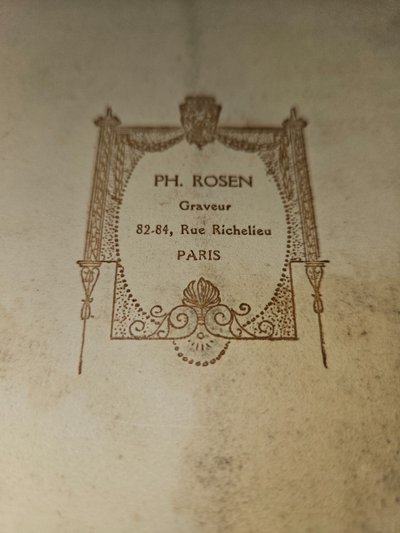 PH. ROSEN
Graveur
82-84, Rue Richelieu
PARIS